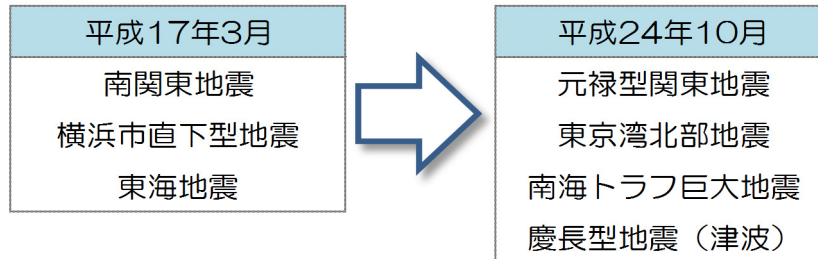 平成17年3月
南関東地震
横浜市直下型地震
東海地震
平成24年10月
元禄型関東地震
東京湾北部地震
南海トラフ巨大地震
慶長型地震（津波）